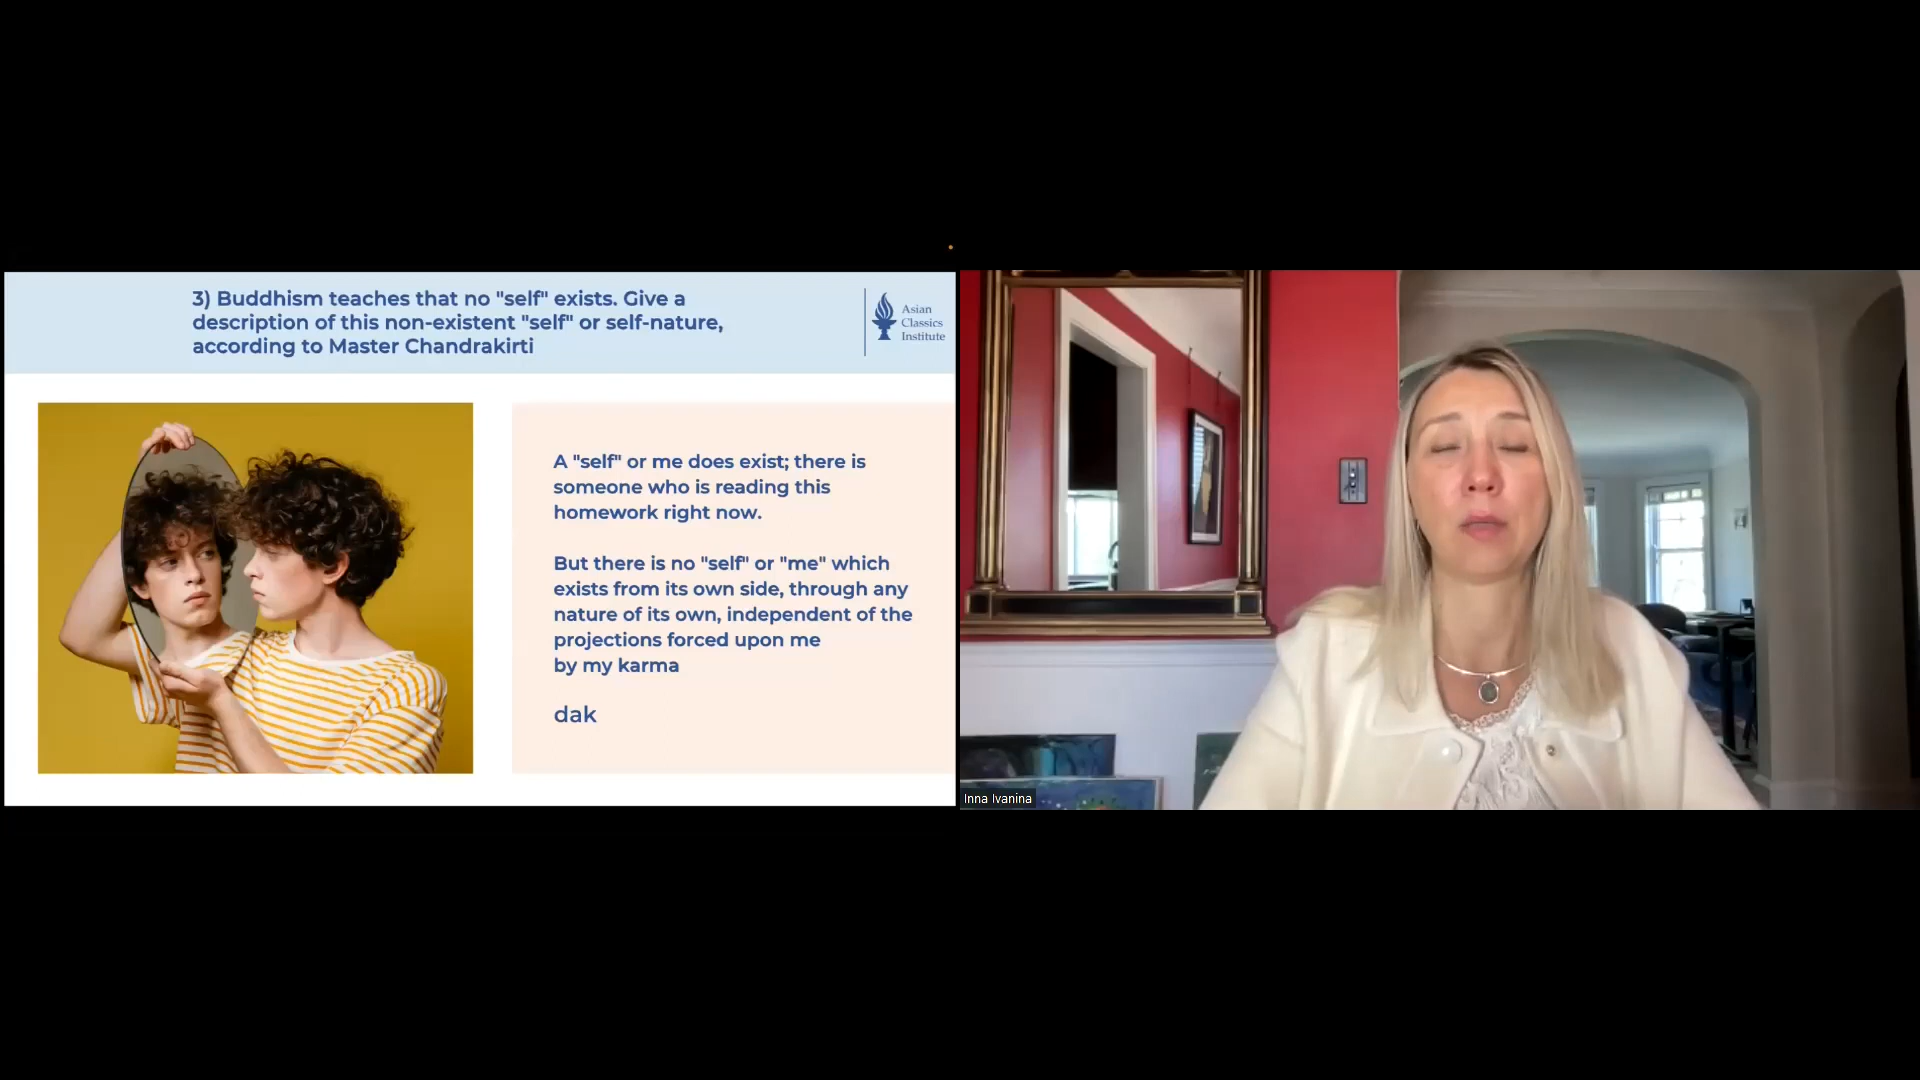 3) Buddhism teaches that no "self" exists. Give a
description of this non-existent "self" or self-nature,
according to Master Chandrakirti
Asian
Classics
Institute
A "self" or me does exist; there is
someone who is reading this
homework right now.
But there is no "self" or "me" which
exists from its own side, through any
nature of its own, independent of the
projections forced upon me
by my karma
dak
Inna Ivanina